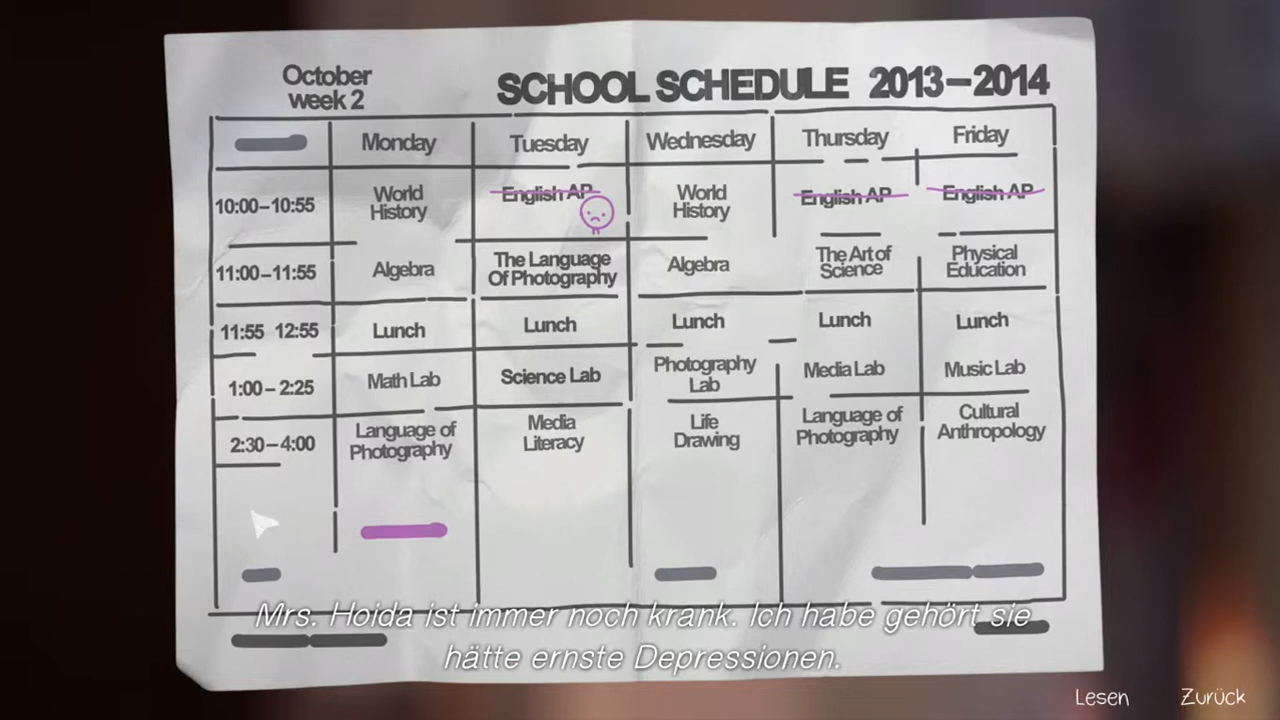 October
week 2
SCHOOL SCHEDULE 2013-2014
Monday Tuesday Wednesday Thursday Friday
10:00-10:55 World
History English AP World
History English AP English AP
11:00-11:55 Algebra The Language
Of Photography Algebra The Art of
Science Physical
Education
11:55 12:55 Lunch Lunch Lunch Lunch Lunch
1:00-2:25 Math Lab Science Lab Photography
Lab Media Lab Music Lab
2:30-4:00 Language of
Photography Media
Literacy Life
Drawing Language of
Photography Cultural
Anthropology
Mrs. Hoida ist immer noch krank. Ich habe gehört sie
hätte ernste Depressionen.
Lesen Zurück